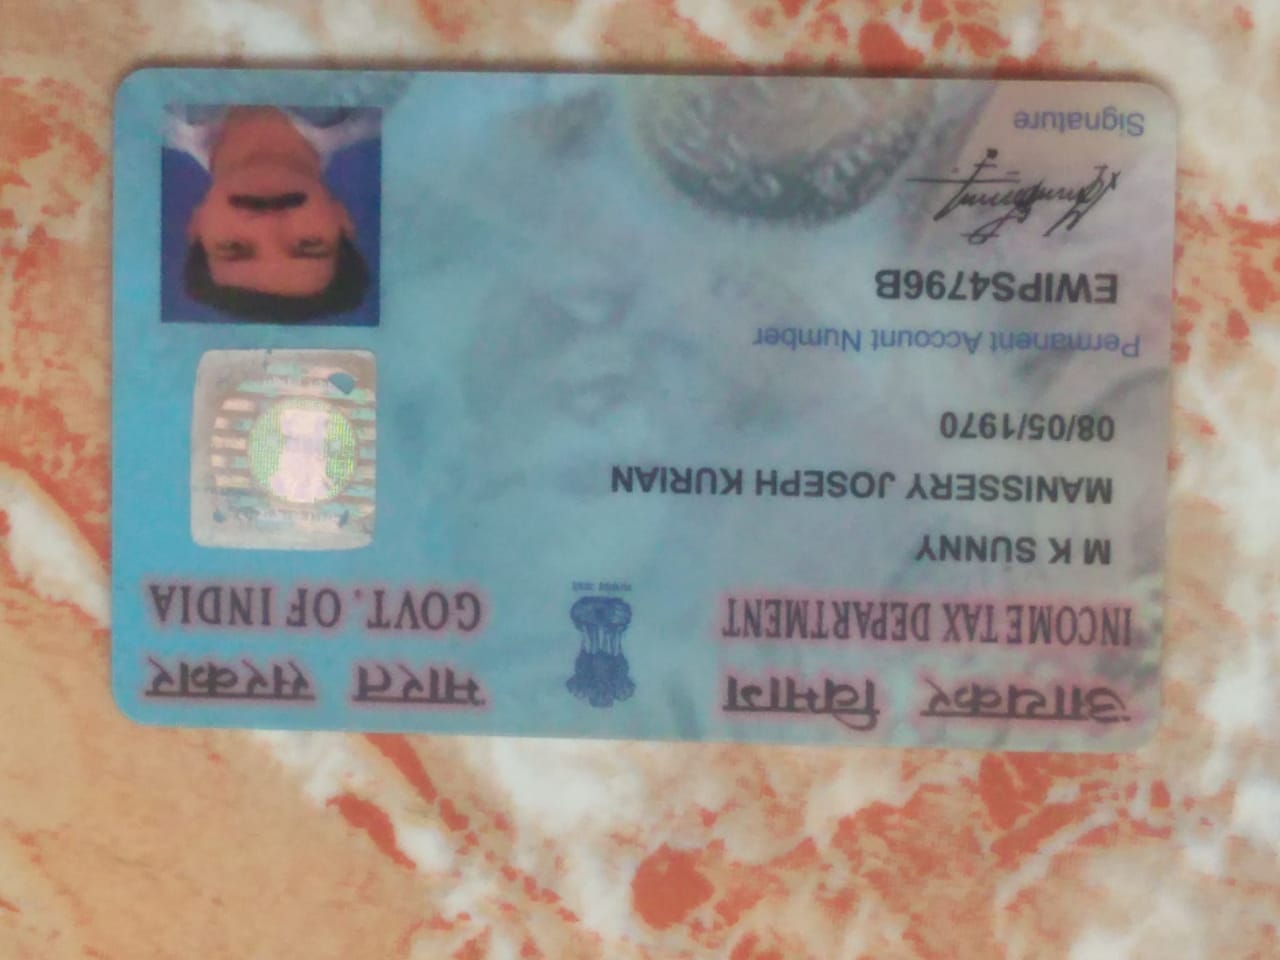 आयकर विभाग
INCOME TAX DEPARTMENT
भारत सरकार
GOVT. OF INDIA
M K SUNNY
MANISSERY JOSEPH KURIAN
08/05/1970
Permanent Account Number
EWIPS4796B
Signature